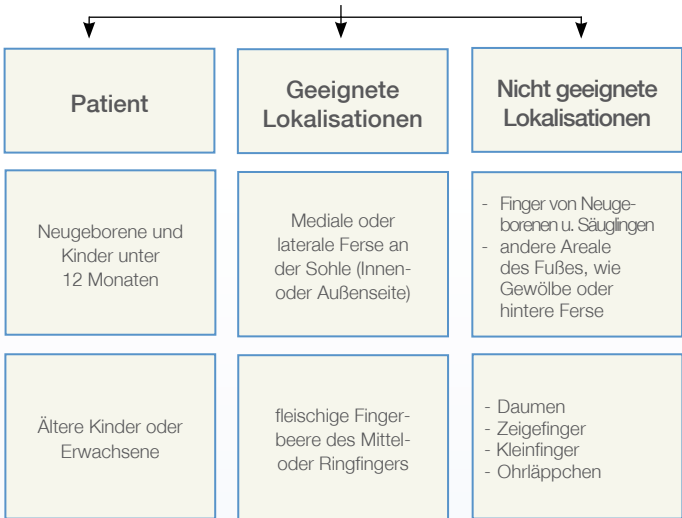 Patient
Geeignete
Lokalisationen
Nicht geeignete
Lokalisationen
Neugeborene und
Kinder unter
12 Monaten
Mediale oder
laterale Ferse an
der Sohle (Innen-
oder Außenseite)
- Finger von Neuge-
borenen u. Säuglingen
- andere Areale
des Fußes, wie
Gewölbe oder
hintere Ferse
Ältere Kinder oder
Erwachsene
fleischige Finger-
beere des Mittel-
oder Ringfingers
- Daumen
- Zeigefinger
- Kleinfinger
- Ohrläppchen